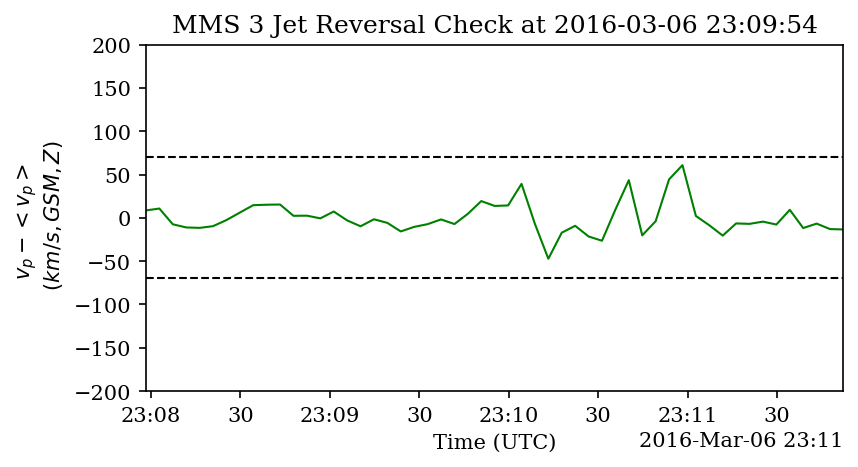 MMS 3 Jet Reversal Check at 2016-03-06 23:09:54
200
150
100
50
0
−50
−100
−150
−200
v_p − < v_p >
(km/s, GSM, Z)
23:08 30 23:09 30 23:10 30 23:11 30
Time (UTC) 2016-Mar-06 23:11